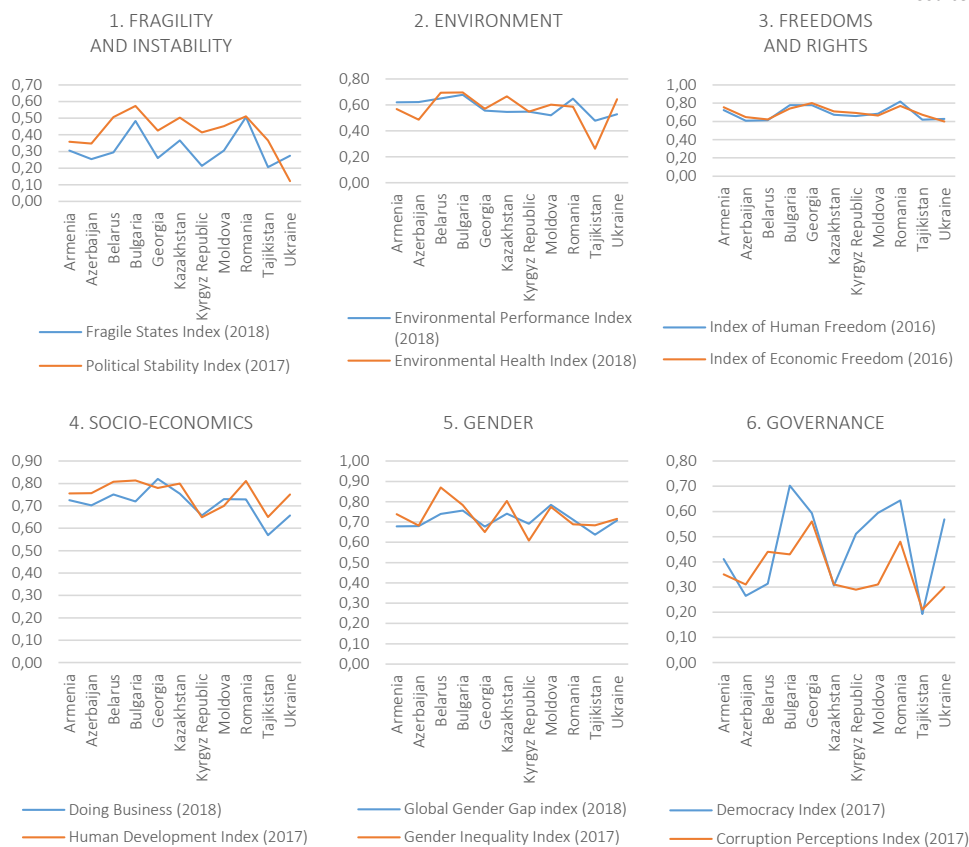 1. FRAGILITY
AND INSTABILITY
0,70
0,60
0,50
0,40
0,30
0,20
0,10
0,00
Armenia
Azerbaijan
Belarus
Bulgaria
Georgia
Kazakhstan
Kyrgyz Republic
Moldova
Romania
Tajikistan
Ukraine
Fragile States Index (2018)
Political Stability Index (2017)
2. ENVIRONMENT
0,80
0,60
0,40
0,20
0,00
Armenia
Azerbaijan
Belarus
Bulgaria
Georgia
Kazakhstan
Kyrgyz Republic
Moldova
Romania
Tajikistan
Ukraine
Environmental Performance Index
(2018)
Environmental Health Index (2018)
3. FREEDOMS
AND RIGHTS
1,00
0,80
0,60
0,40
0,20
0,00
Armenia
Azerbaijan
Belarus
Bulgaria
Georgia
Kazakhstan
Kyrgyz Republic
Moldova
Romania
Tajikistan
Ukraine
Index of Human Freedom (2016)
Index of Economic Freedom (2016)
4. SOCIO-ECONOMICS
0,90
0,80
0,70
0,60
0,50
0,40
0,30
0,20
0,10
0,00
Armenia
Azerbaijan
Belarus
Bulgaria
Georgia
Kazakhstan
Kyrgyz Republic
Moldova
Romania
Tajikistan
Ukraine
Doing Business (2018)
Human Development Index (2017)
5. GENDER
1,00
0,90
0,80
0,70
0,60
0,50
0,40
0,30
0,20
0,10
0,00
Armenia
Azerbaijan
Belarus
Bulgaria
Georgia
Kazakhstan
Kyrgyz Republic
Moldova
Romania
Tajikistan
Ukraine
Global Gender Gap index (2018)
Gender Inequality Index (2017)
6. GOVERNANCE
0,80
0,70
0,60
0,50
0,40
0,30
0,20
0,10
0,00
Armenia
Azerbaijan
Belarus
Bulgaria
Georgia
Kazakhstan
Kyrgyz Republic
Moldova
Romania
Tajikistan
Ukraine
Democracy Index (2017)
Corruption Perceptions Index (2017)